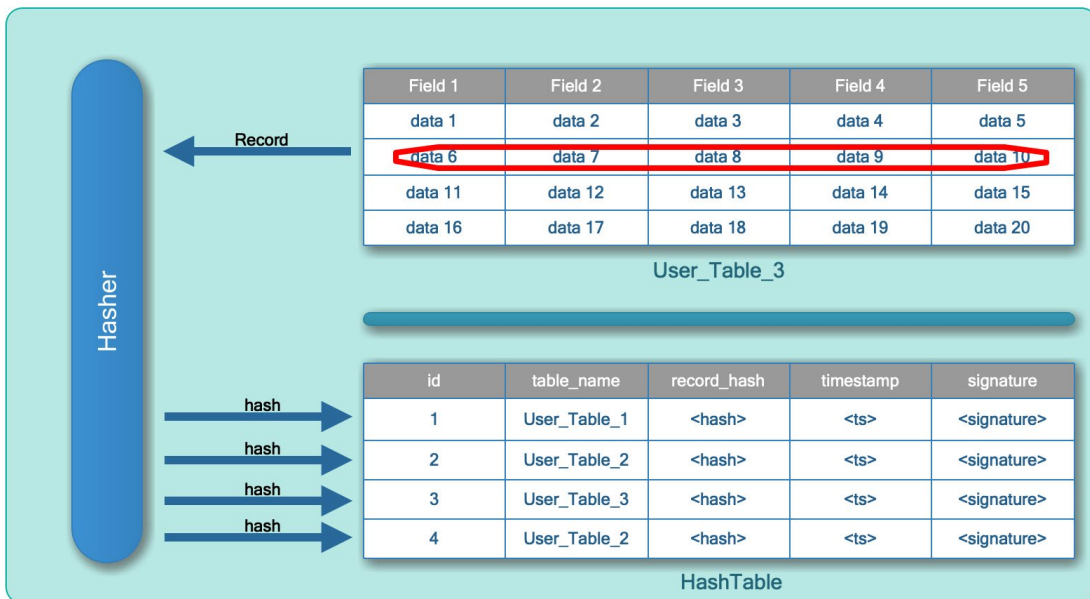 Field 1 Field 2 Field 3 Field 4 Field 5
data 1 data 2 data 3 data 4 data 5
Record
data 6 data 7 data 8 data 9 data 10
data 11 data 12 data 13 data 14 data 15
data 16 data 17 data 18 data 19 data 20
User_Table_3
Hasher
id table_name record_hash timestamp signature
hash
1 User_Table_1 <hash> <ts> <signature>
hash
2 User_Table_2 <hash> <ts> <signature>
hash
3 User_Table_3 <hash> <ts> <signature>
hash
4 User_Table_2 <hash> <ts> <signature>
HashTable